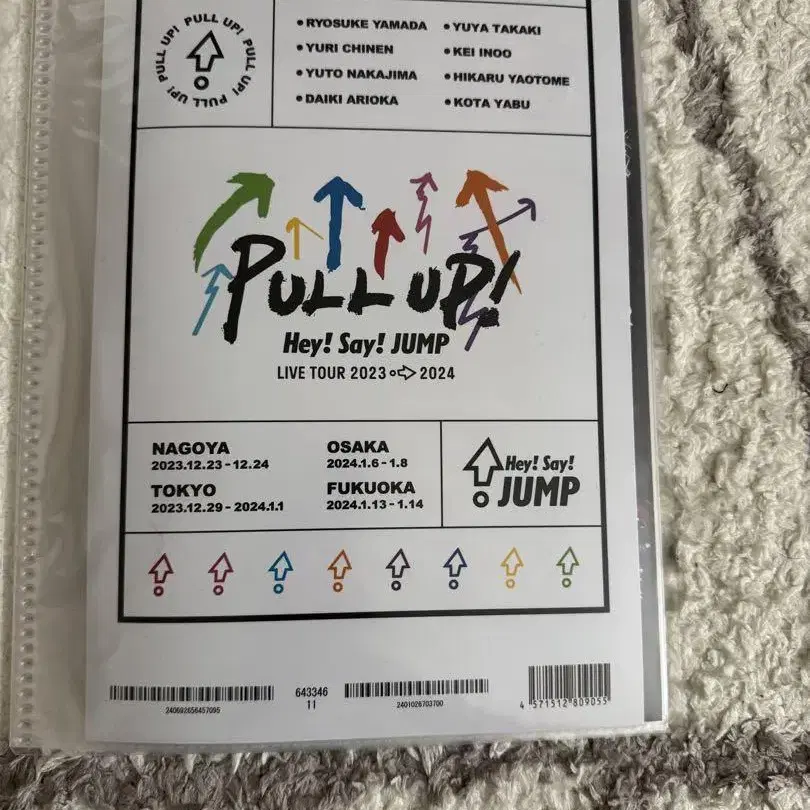 PULL UP! PULL UP! PULL UP! PULL UP!
• RYOSUKE YAMADA • YUYA TAKAKI
• YURI CHINEN • KEI INOO
• YUTO NAKAJIMA • HIKARU YAOTOME
• DAIKI ARIOKA • KOTA YABU
PULL UP!
Hey! Say! JUMP
LIVE TOUR 2023 2024
NAGOYA
2023.12.23 - 12.24
OSAKA
2024.1.6 - 1.8
TOKYO
2023.12.29 - 2024.1.1
FUKUOKA
2024.1.13 - 1.14
Hey! Say!
JUMP
240692656457095
643346
11
2401026703700
4 571512 809055